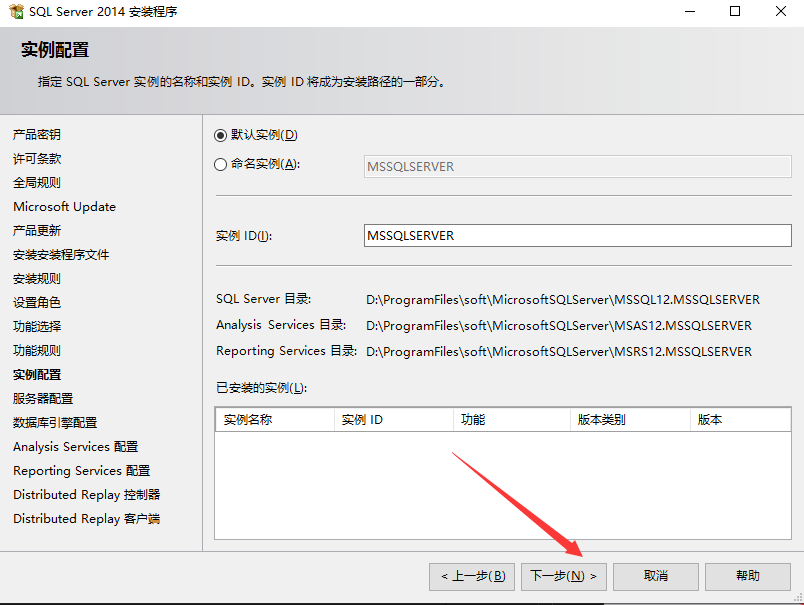 SQL Server 2014 安装程序
实例配置
指定 SQL Server 实例的名称和实例 ID。实例 ID 将成为安装路径的一部分。
产品密钥
许可条款
全局规则
Microsoft Update
产品更新
安装安装程序文件
安装规则
设置角色
功能选择
功能规则
实例配置
服务器配置
数据库引擎配置
Analysis Services 配置
Reporting Services 配置
Distributed Replay 控制器
Distributed Replay 客户端
默认实例(D)
命名实例(A): MSSQLSERVER
实例 ID(I): MSSQLSERVER
SQL Server 目录: D:\ProgramFiles\soft\MicrosoftSQLServer\MSSQL12.MSSQLSERVER
Analysis Services 目录: D:\ProgramFiles\soft\MicrosoftSQLServer\MSAS12.MSSQLSERVER
Reporting Services 目录: D:\ProgramFiles\soft\MicrosoftSQLServer\MSRS12.MSSQLSERVER
已安装的实例(L):
实例名称 实例 ID 功能 版本类别 版本
< 上一步(B) 下一步(N) > 取消 帮助